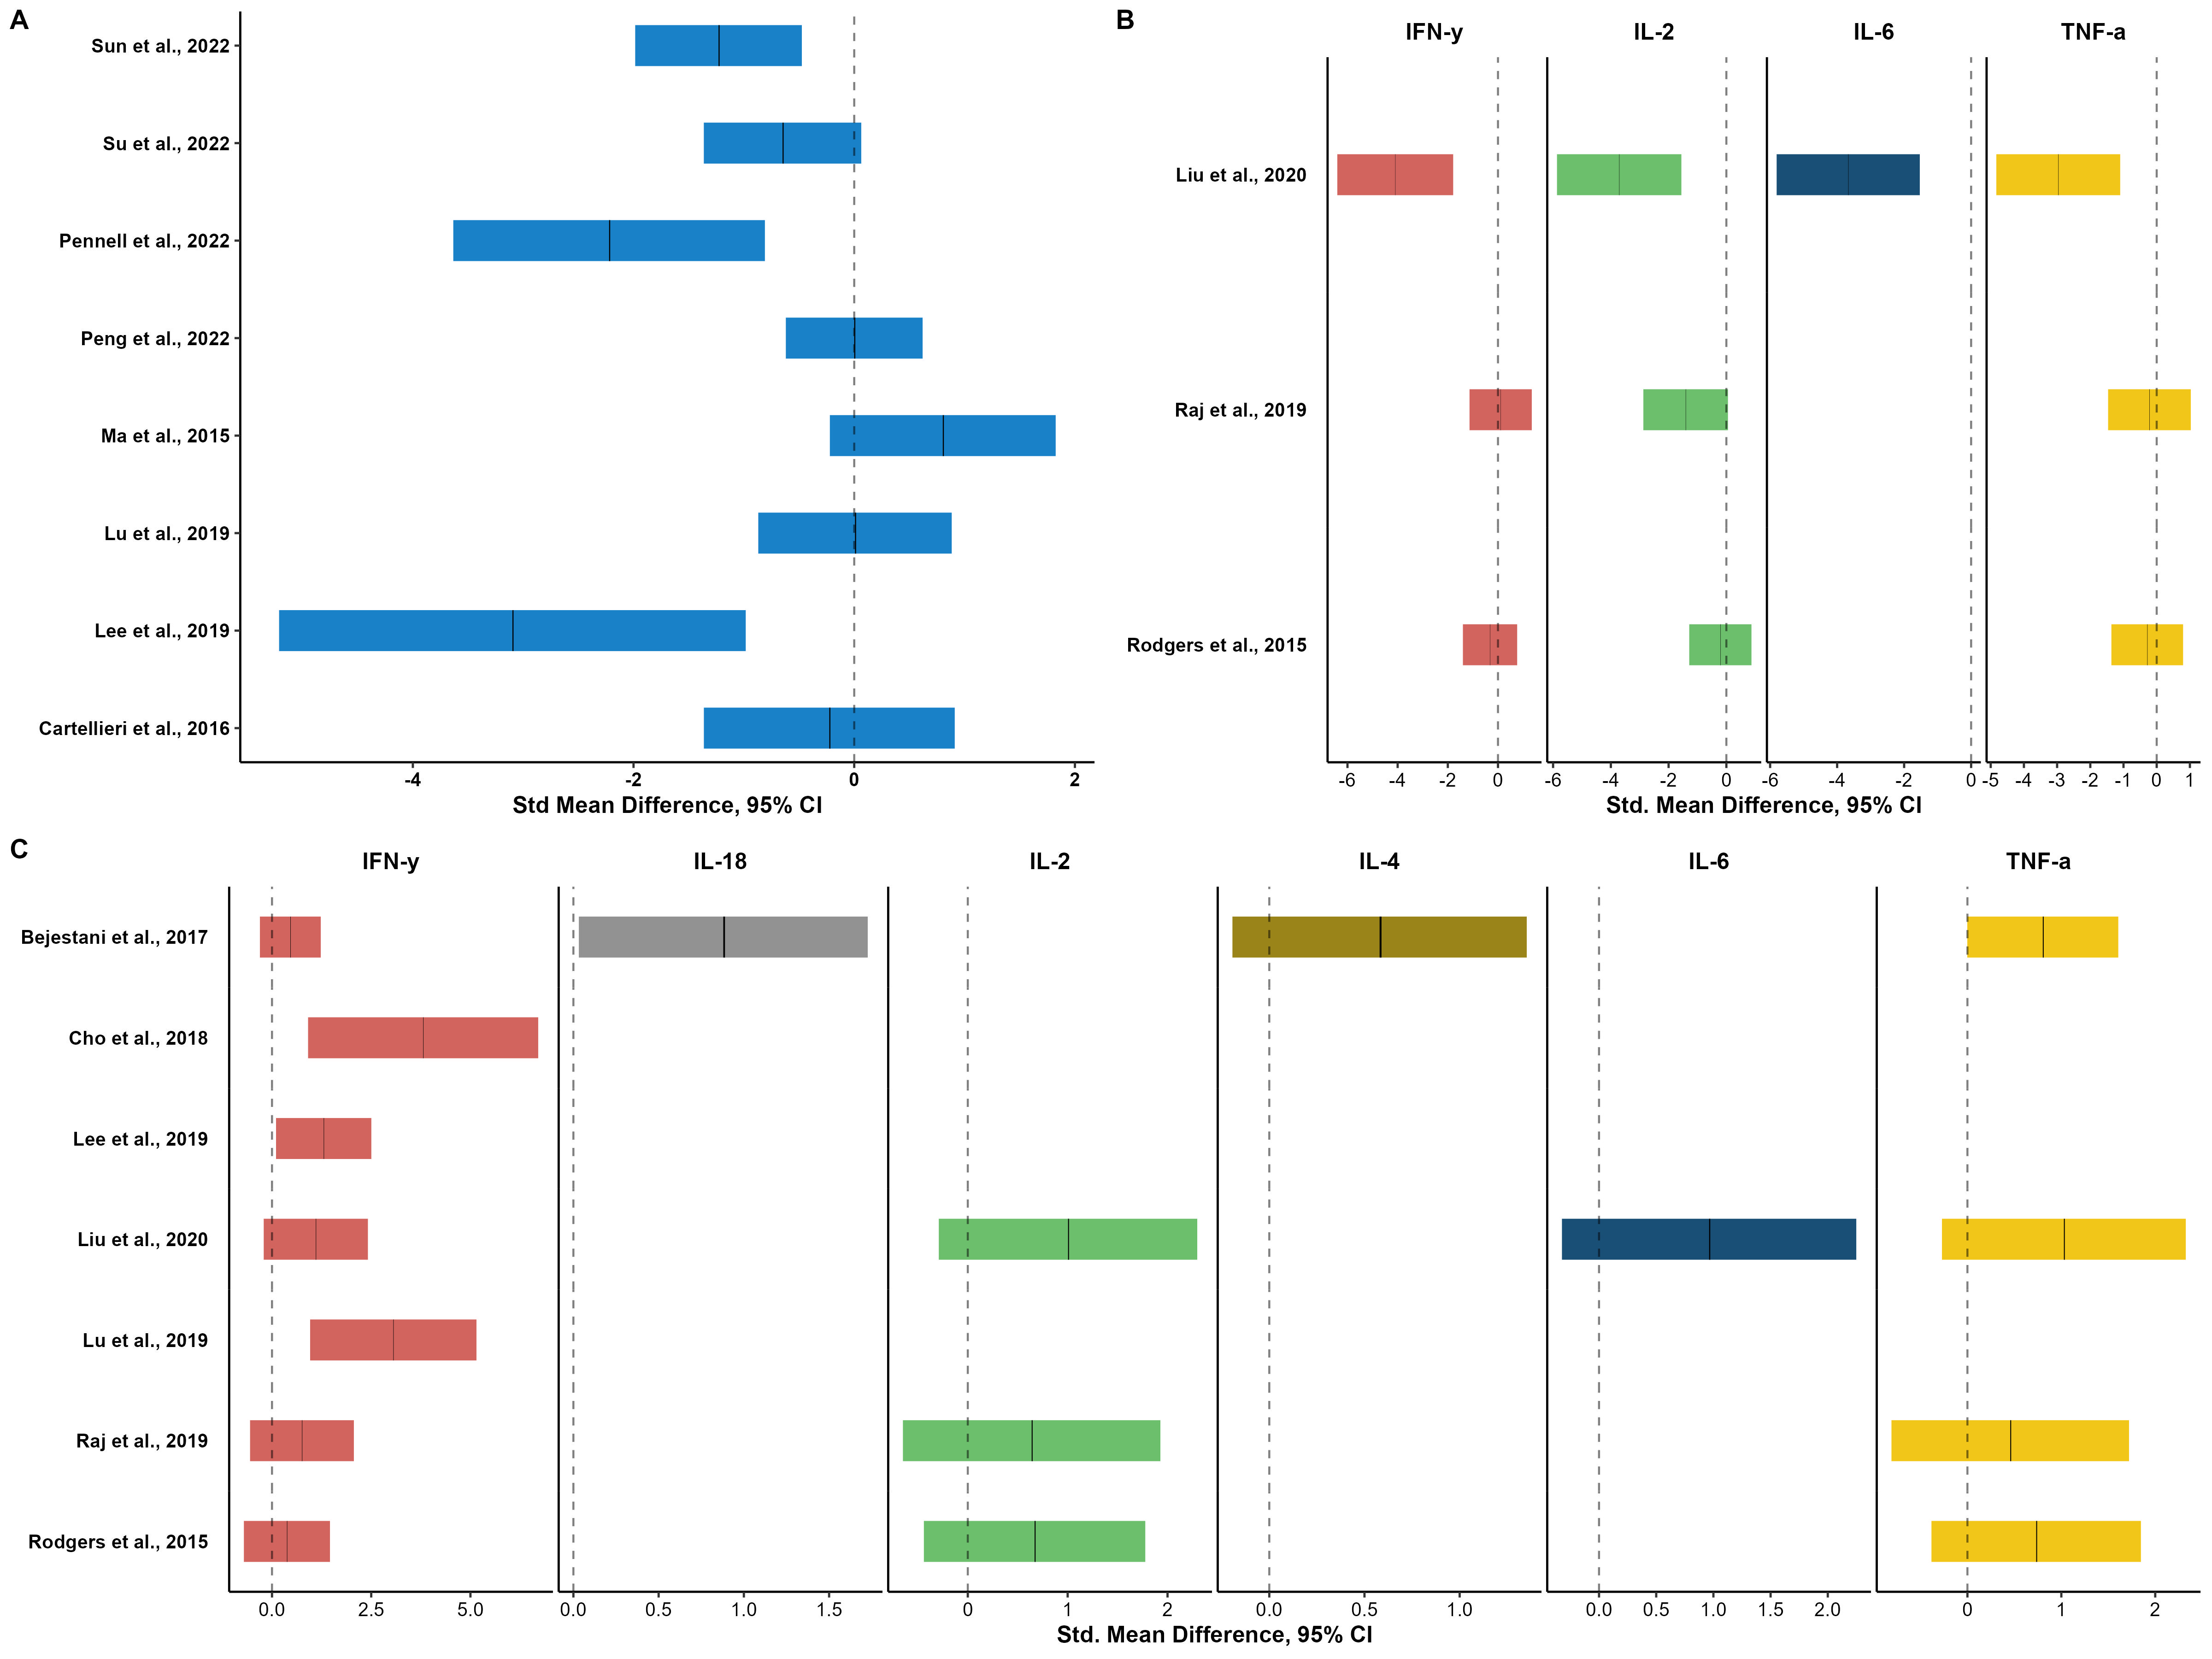 A
Sun et al., 2022
Su et al., 2022
Pennell et al., 2022
Peng et al., 2022
Ma et al., 2015
Lu et al., 2019
Lee et al., 2019
Cartellieri et al., 2016
-4 -2 0 2
Std Mean Difference, 95% CI
B
IFN-y IL-2 IL-6 TNF-a
Liu et al., 2020
Raj et al., 2019
Rodgers et al., 2015
-6 -4 -2 0 -6 -4 -2 0 -6 -4 -2 0 -5 -4 -3 -2 -1 0 1
Std. Mean Difference, 95% CI
C
IFN-y IL-18 IL-2 IL-4 IL-6 TNF-a
Bejestani et al., 2017
Cho et al., 2018
Lee et al., 2019
Liu et al., 2020
Lu et al., 2019
Raj et al., 2019
Rodgers et al., 2015
0.0 2.5 5.0 0.0 0.5 1.0 1.5 0 1 2 0.0 0.5 1.0 0.0 0.5 1.0 1.5 2.0 0 1 2
Std. Mean Difference, 95% CI